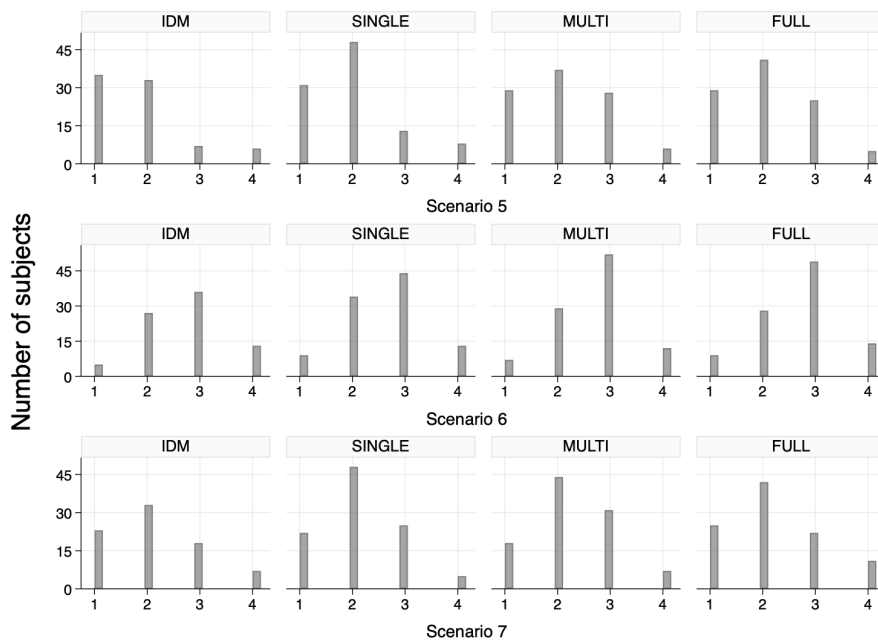 Number of subjects
IDM SINGLE MULTI FULL
45
30
15
0
1 2 3 4 1 2 3 4 1 2 3 4 1 2 3 4
Scenario 5
IDM SINGLE MULTI FULL
45
30
15
0
1 2 3 4 1 2 3 4 1 2 3 4 1 2 3 4
Scenario 6
IDM SINGLE MULTI FULL
45
30
15
0
1 2 3 4 1 2 3 4 1 2 3 4 1 2 3 4
Scenario 7